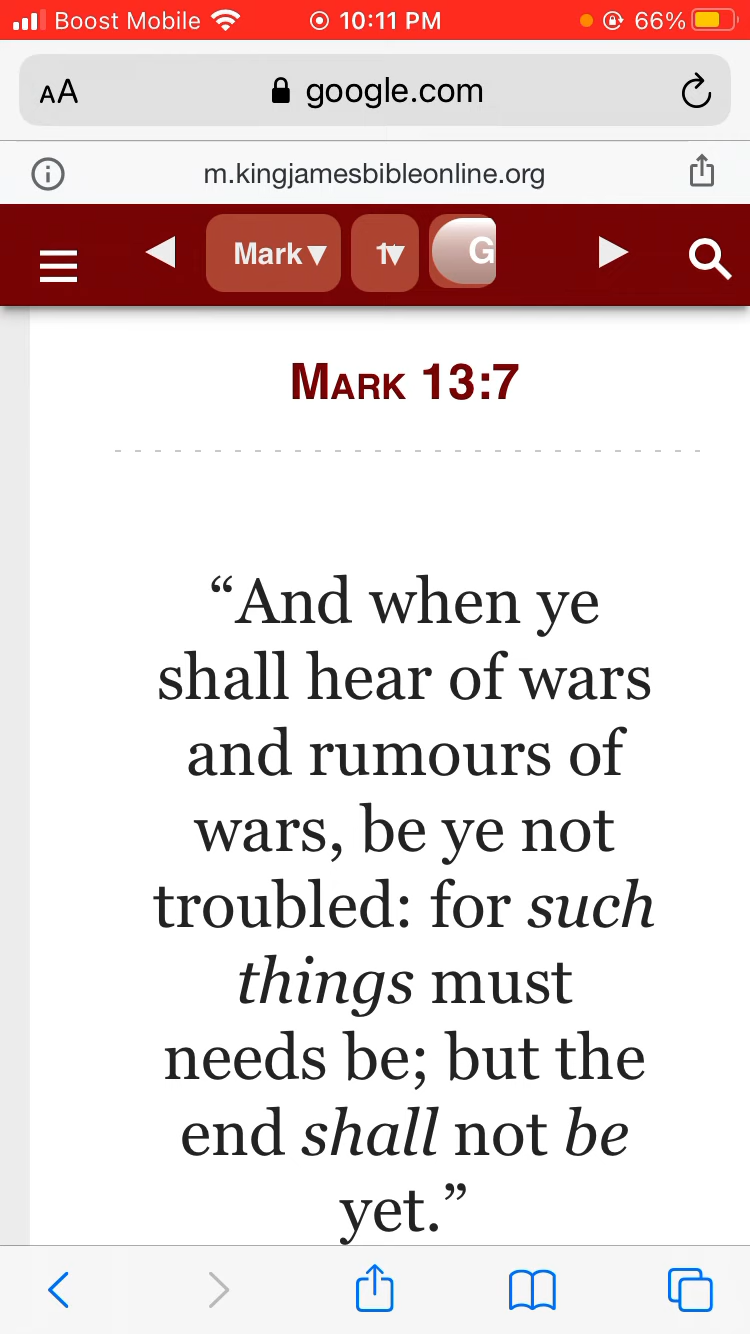 Boost Mobile 10:11 PM 66%
AA google.com
m.kingjamesbibleonline.org
Mark▼ 1▼ G
MARK 13:7
“And when ye
shall hear of wars
and rumours of
wars, be ye not
troubled: for such
things must
needs be; but the
end shall not be
yet.”